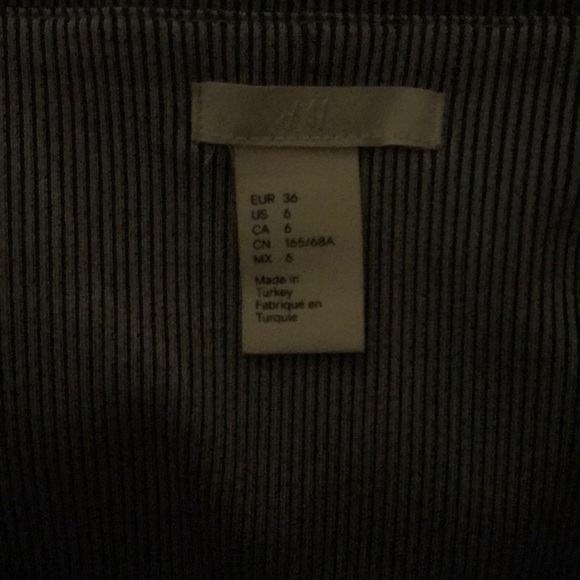 H&M
EUR 36
US 6
CA 6
CN 165/68A
MX 6
Made in
Turkey
Fabriqué en
Turquie